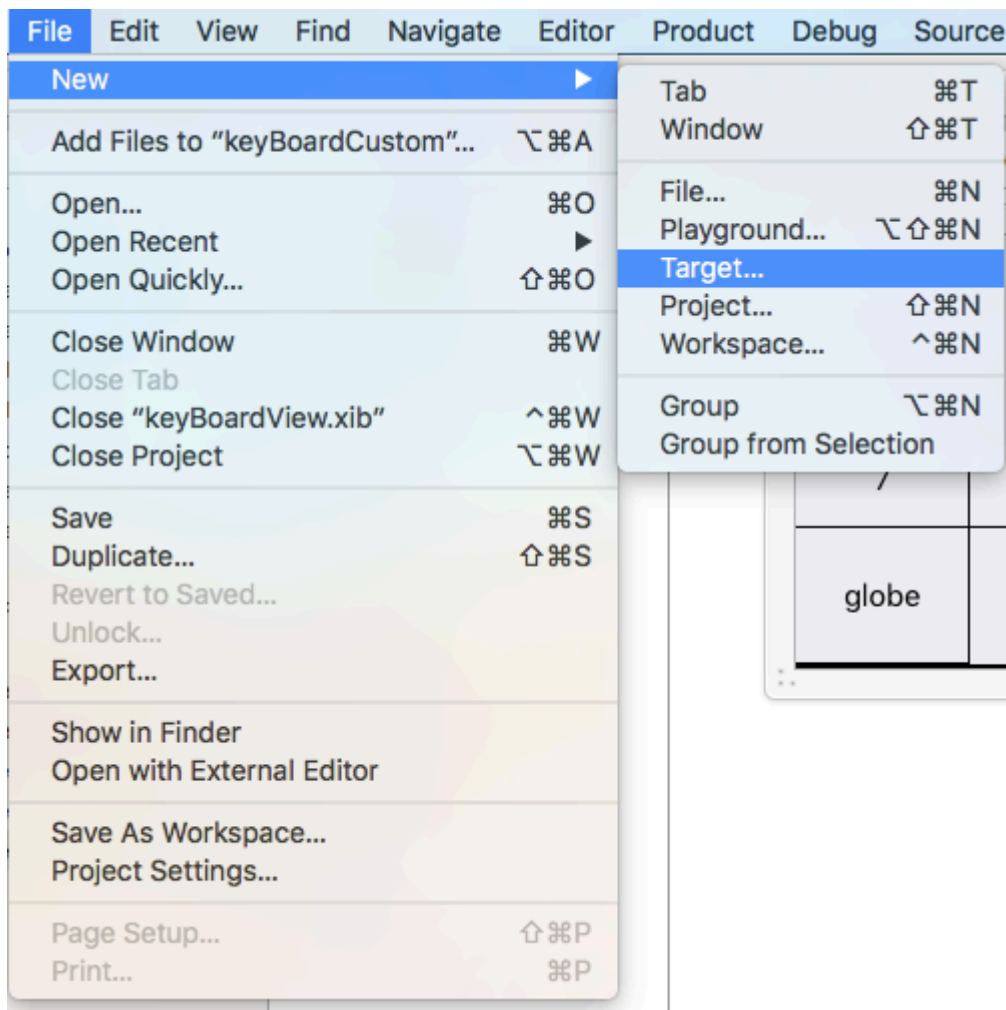 File Edit View Find Navigate Editor Product Debug Source
New ▶
Add Files to “keyBoardCustom”... ⌥⌘A
Open... ⌘O
Open Recent ▶
Open Quickly... ⇧⌘O
Close Window ⌘W
Close Tab
Close “keyBoardView.xib” ^⌘W
Close Project ⌥⌘W
Save ⌘S
Duplicate... ⇧⌘S
Revert to Saved...
Unlock...
Export...
Show in Finder
Open with External Editor
Save As Workspace...
Project Settings...
Page Setup... ⇧⌘P
Print... ⌘P
Tab ⌘T
Window ⇧⌘T
File... ⌘N
Playground... ⌥⇧⌘N
Target...
Project... ⇧⌘N
Workspace... ^⌘N
Group ⌥⌘N
Group from Selection
globe